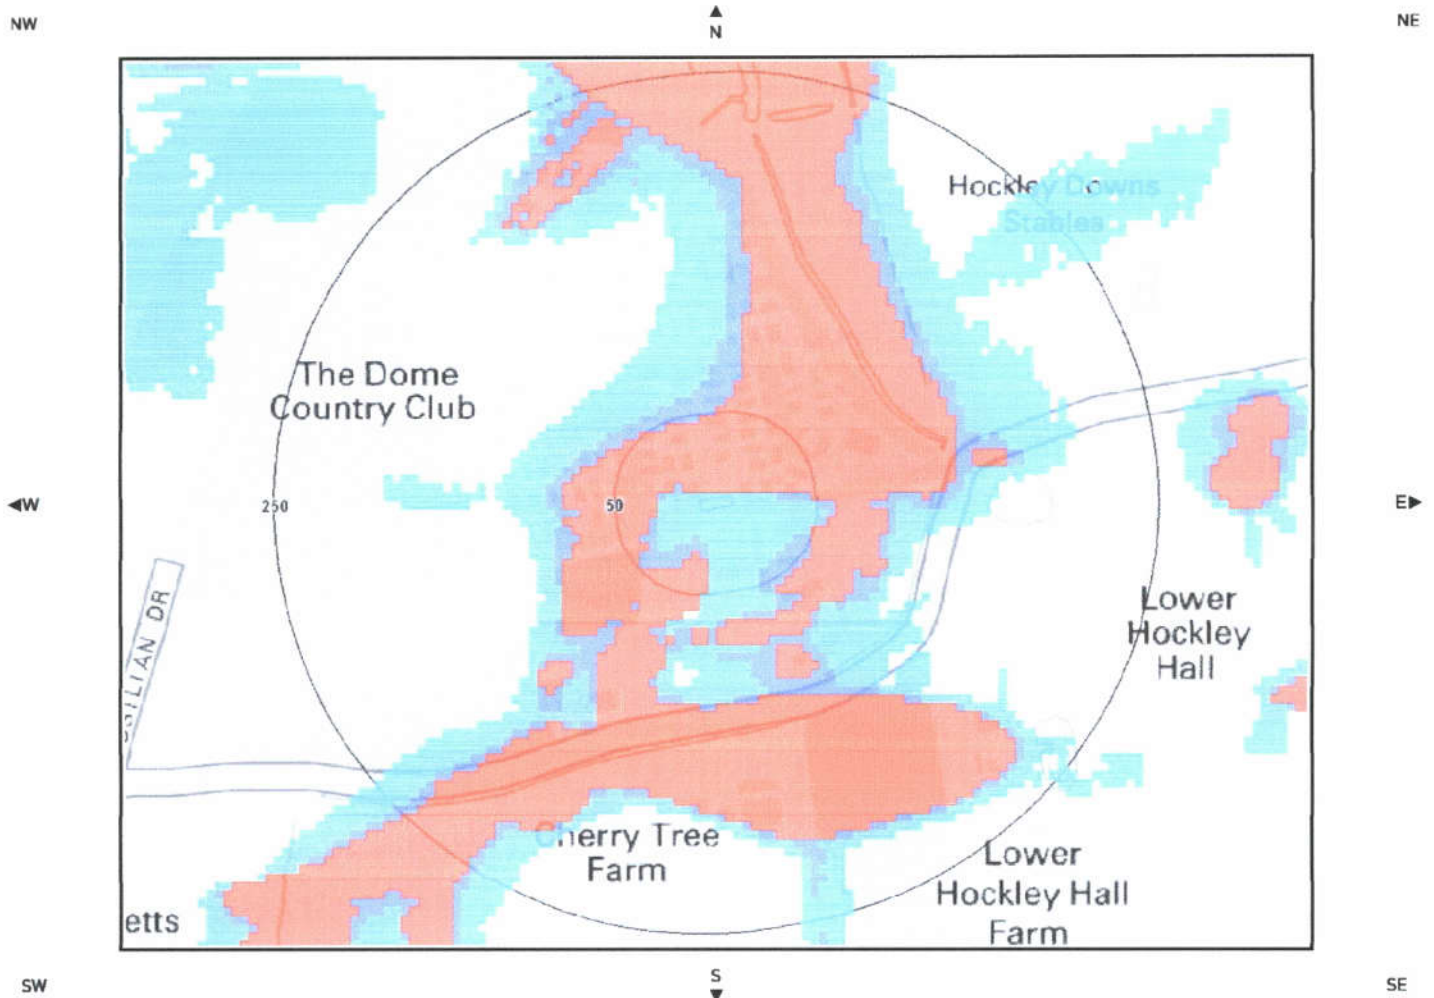 NW
▲
N
NE
Hockley Downs
Stables
The Dome
Country Club
◀W
250
50
E▶
Lower
Hockley
Hall
Cherry Tree
Farm
Lower
Hockley Hall
Farm
etts
SW
S
▼
SE